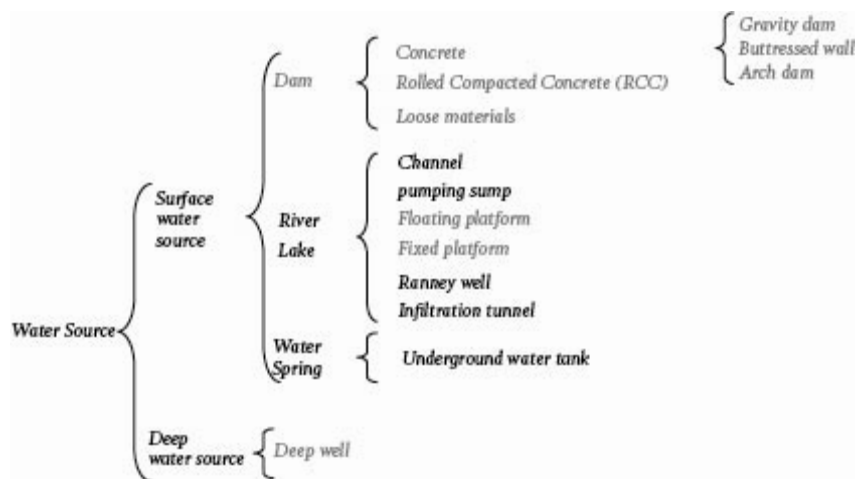 Gravity dam
Buttressed wall
Arch dam
Concrete
Rolled Compacted Concrete (RCC)
Loose materials
Dam
Channel
pumping sump
Floating platform
Fixed platform
Ranney well
Infiltration tunnel
River
Lake
Surface
water
source
Water Source
Water
Spring
Underground water tank
Deep
water source
Deep well